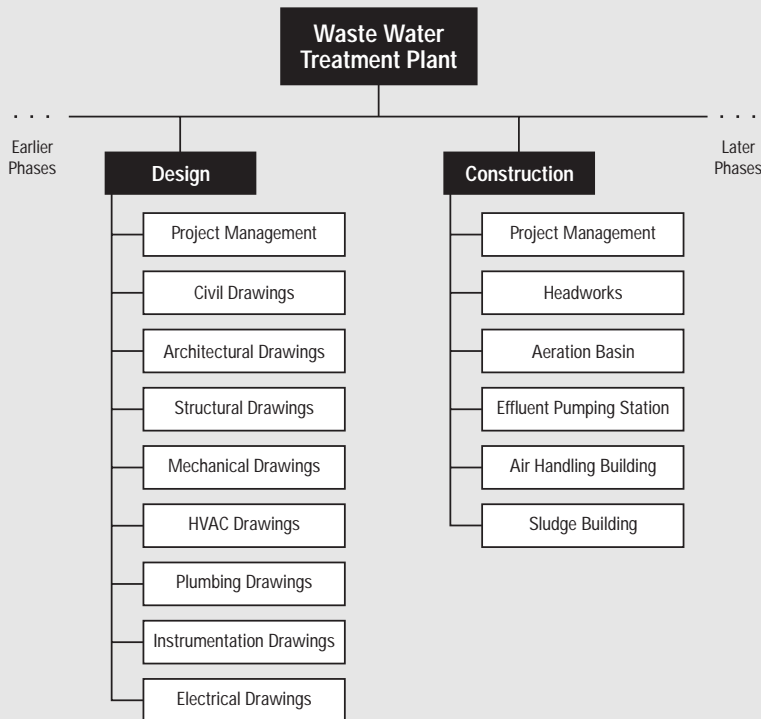 Waste Water
Treatment Plant
. . .
. . .
Earlier
Phases
Later
Phases
Design
Project Management
Civil Drawings
Architectural Drawings
Structural Drawings
Mechanical Drawings
HVAC Drawings
Plumbing Drawings
Instrumentation Drawings
Electrical Drawings
Construction
Project Management
Headworks
Aeration Basin
Effluent Pumping Station
Air Handling Building
Sludge Building